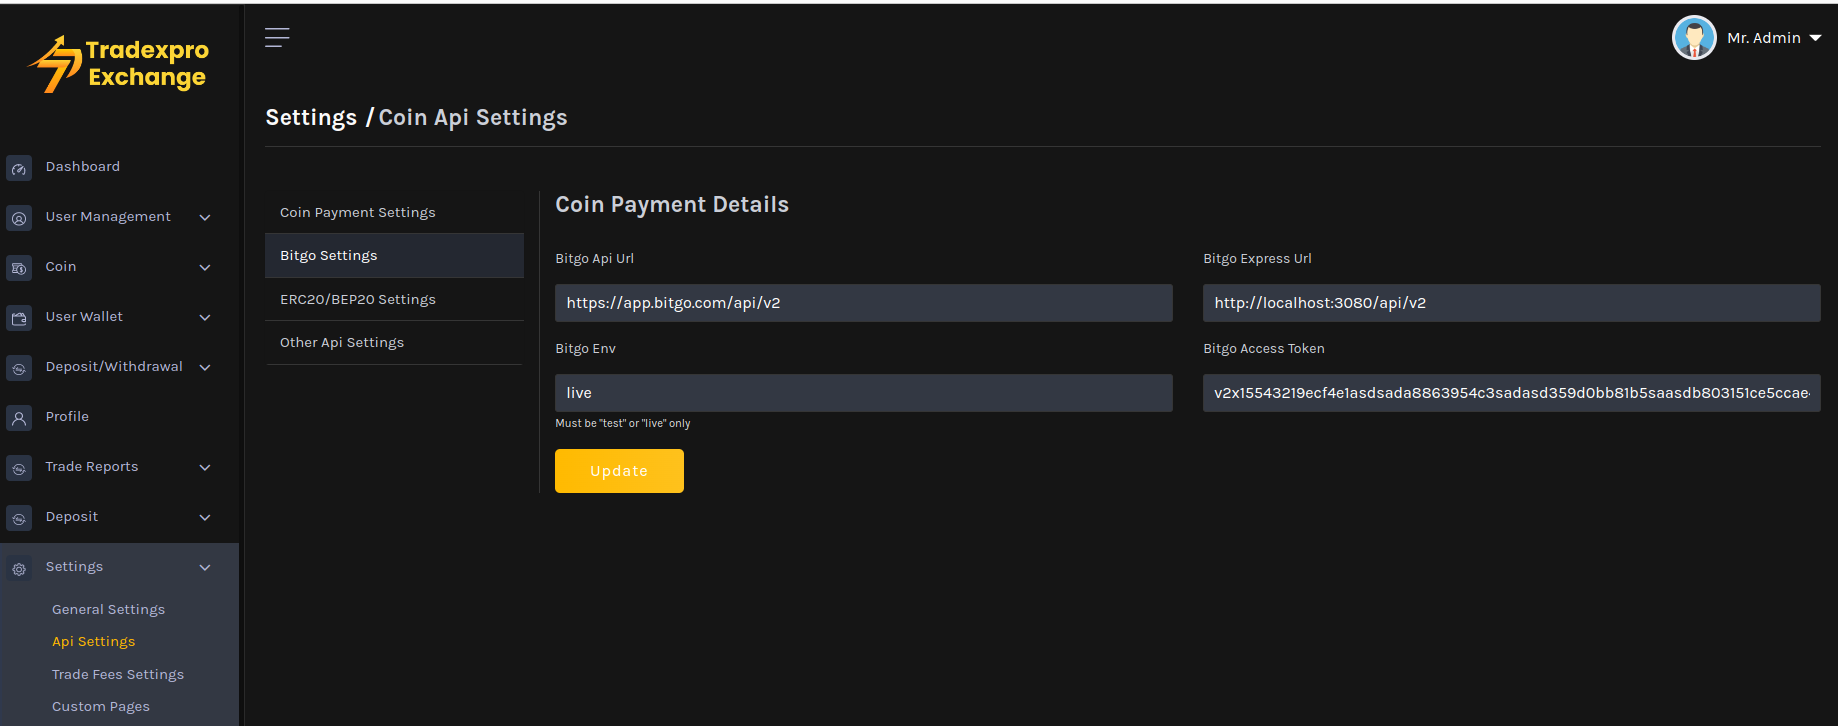 Tradexpro
Exchange
Mr. Admin
Settings / Coin Api Settings
Dashboard
User Management
Coin
User Wallet
Deposit/Withdrawal
Profile
Trade Reports
Deposit
Settings
General Settings
Api Settings
Trade Fees Settings
Custom Pages
Coin Payment Settings
Bitgo Settings
ERC20/BEP20 Settings
Other Api Settings
Coin Payment Details
Bitgo Api Url
https://app.bitgo.com/api/v2
Bitgo Express Url
http://localhost:3080/api/v2
Bitgo Env
live
Must be "test" or "live" only
Bitgo Access Token
v2x15543219ecf4e1asdsada8863954c3sadasd359d0bb81b5saasdb803151ce5ccae
Update